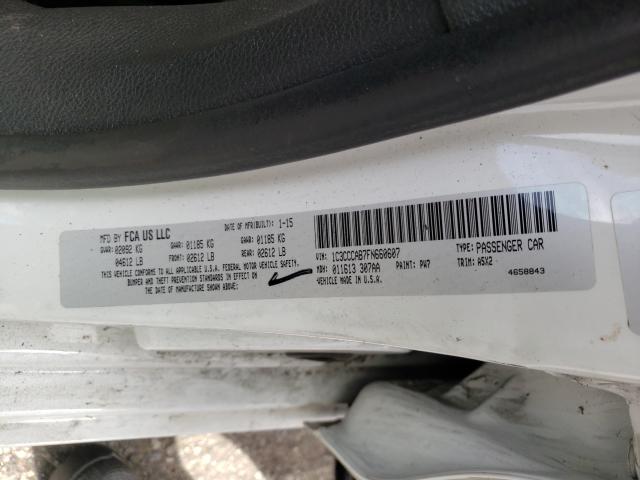 MFD BY FCA US LLC DATE OF MFR(BUILT): 1-15
GVWR: 02092 KG GAWR: 01185 KG GAWR: 01185 KG
04612 LB FRONT: 02612 LB REAR: 02612 LB
THIS VEHICLE CONFORMS TO ALL APPLICABLE U.S.A. FEDERAL MOTOR VEHICLE SAFETY,
BUMPER AND THEFT PREVENTION STANDARDS IN EFFECT ON
THE DATE OF MANUFACTURE SHOWN ABOVE:
VIN: 1C3CCCAB7FN660607 TYPE: PASSENGER CAR
MDH: 011613 307AA PAINT: PW7 TRIM: A5X2
VEHICLE MADE IN U.S.A. 4658843